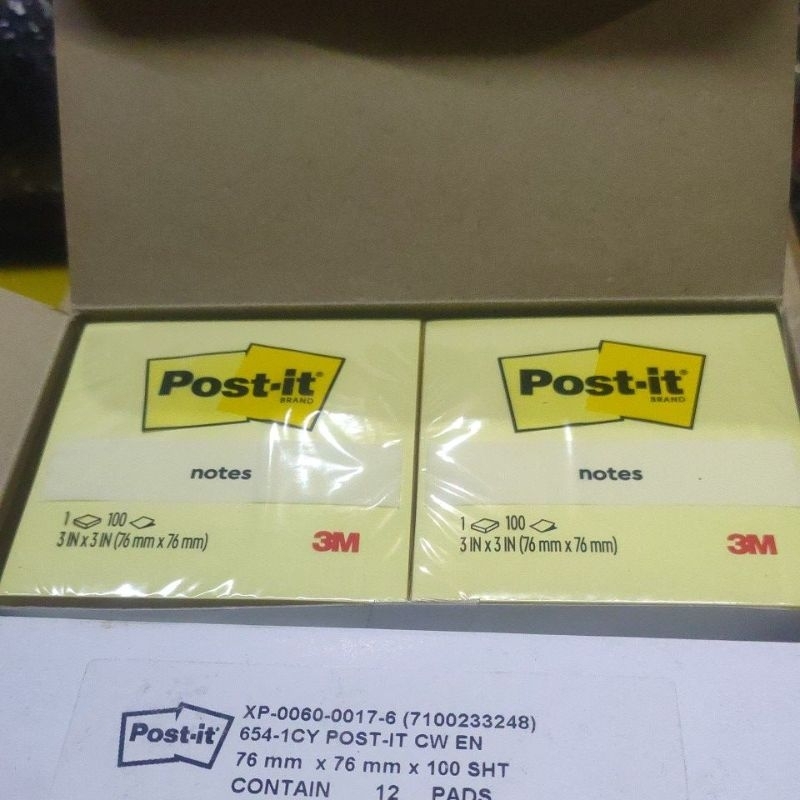 Post-it®
BRAND
notes
1 100
3 IN x 3 IN (76 mm x 76 mm)
3M
Post-it®
BRAND
notes
1 100
3 IN x 3 IN (76 mm x 76 mm)
3M
Post-it®
XP-0060-0017-6 (7100233248)
654-1CY POST-IT CW EN
76 mm x 76 mm x 100 SHT
CONTAIN 12 PADS